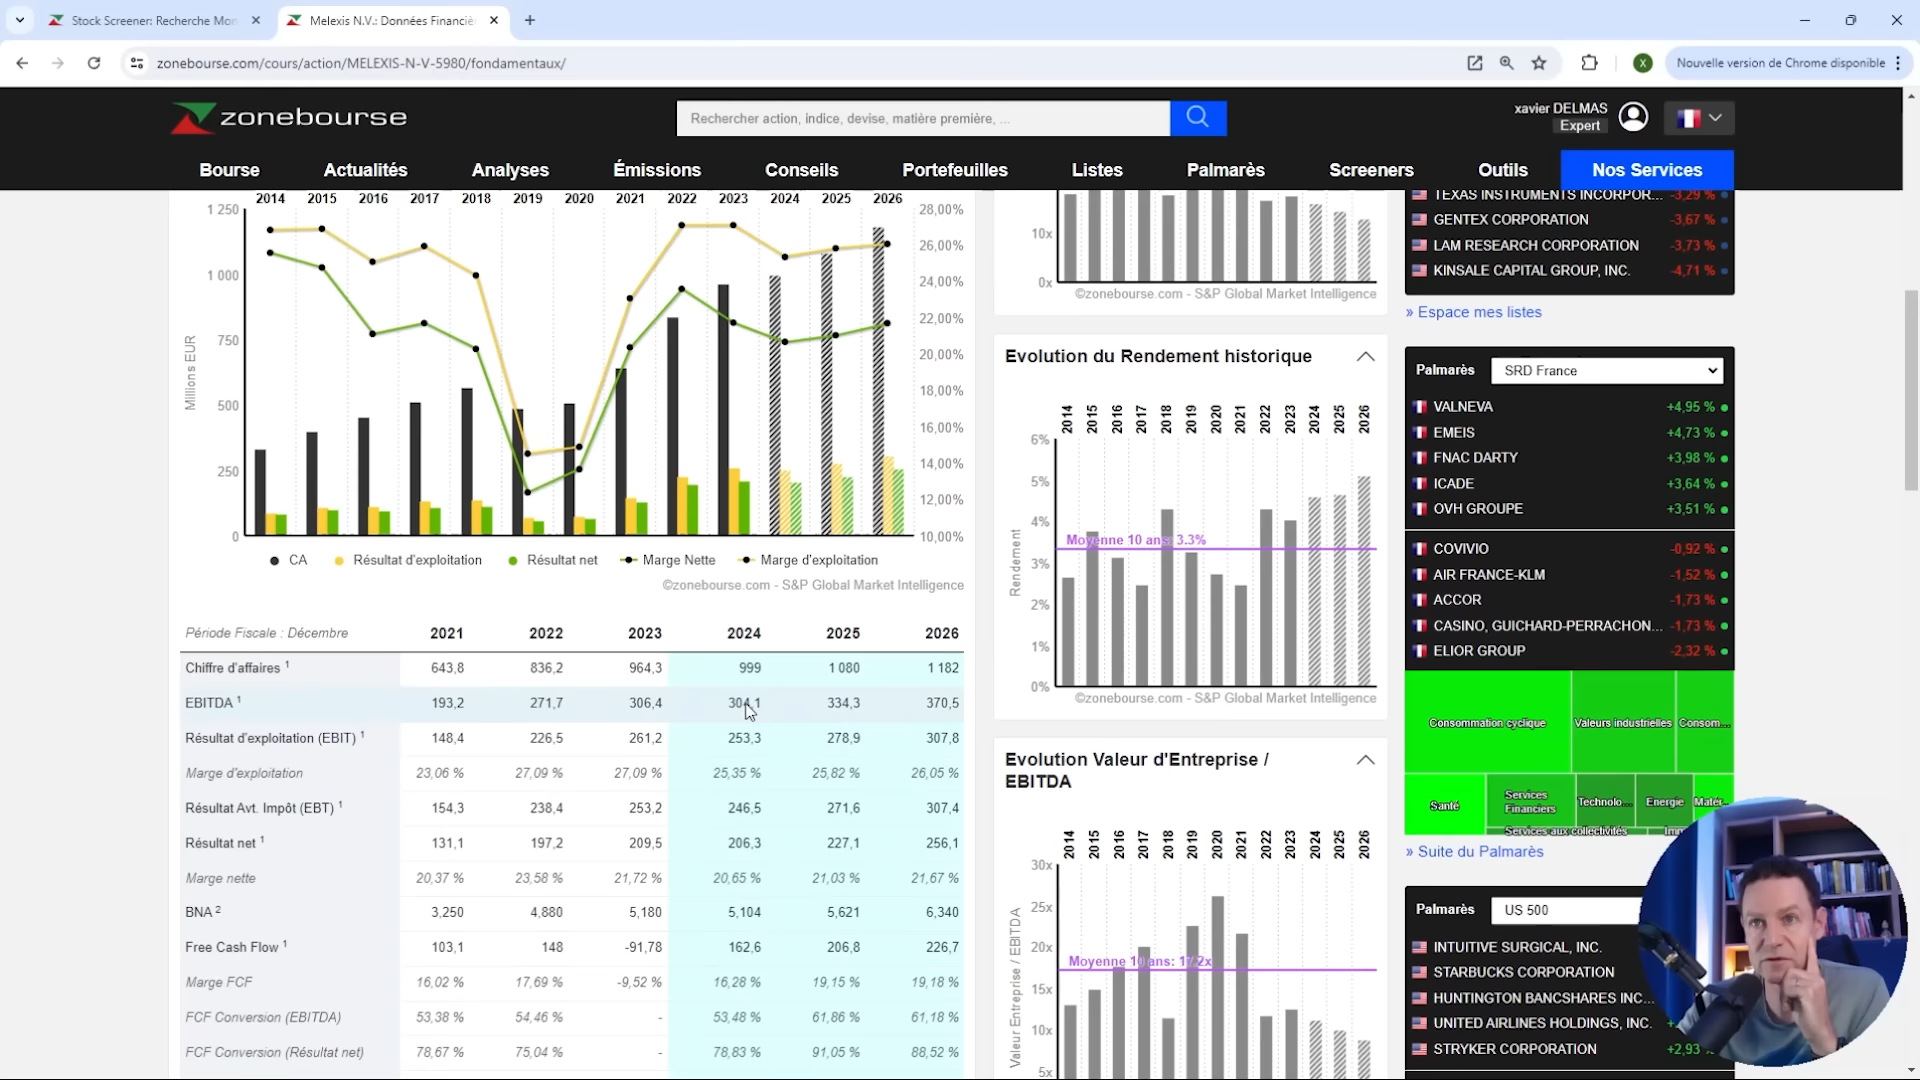 Stock Screener: Recherche Mon
Melexis N.V.: Données Financiè
zonebourse.com/cours/action/MELEXIS-N-V-5980/fondamentaux/
X
Nouvelle version de Chrome disponible
zonebourse
Rechercher action, indice, devise, matière première, ...
xavier DELMAS
Expert
Bourse Actualités Analyses Émissions Conseils Portefeuilles Listes Palmarès Screeners Outils Nos Services
2014 2015 2016 2017 2018 2019 2020 2021 2022 2023 2024 2025 2026
1 250
1 000
750
500
250
0
Millions EUR
28,00%
26,00%
24,00%
22,00%
20,00%
18,00%
16,00%
14,00%
12,00%
10,00%
CA Résultat d'exploitation Résultat net Marge Nette Marge d'exploitation
©zonebourse.com - S&P Global Market Intelligence
Période Fiscale : Décembre 2021 2022 2023 2024 2025 2026
Chiffre d'affaires 1 643,8 836,2 964,3 999 1 080 1 182
EBITDA 1 193,2 271,7 306,4 304,1 334,3 370,5
Résultat d'exploitation (EBIT) 1 148,4 226,5 261,2 253,3 278,9 307,8
Marge d'exploitation 23,06 % 27,09 % 27,09 % 25,35 % 25,82 % 26,05 %
Résultat Avt. Impôt (EBT) 1 154,3 238,4 253,2 246,5 271,6 307,4
Résultat net 1 131,1 197,2 209,5 206,3 227,1 256,1
Marge nette 20,37 % 23,58 % 21,72 % 20,65 % 21,03 % 21,67 %
BNA 2 3,250 4,880 5,180 5,104 5,621 6,340
Free Cash Flow 1 103,1 148 -91,78 162,6 206,8 226,7
Marge FCF 16,02 % 17,69 % -9,52 % 16,28 % 19,15 % 19,18 %
FCF Conversion (EBITDA) 53,38 % 54,46 % - 53,48 % 61,86 % 61,18 %
FCF Conversion (Résultat net) 78,67 % 75,04 % - 78,83 % 91,05 % 88,52 %
10x
0x
©zonebourse.com - S&P Global Market Intelligence
Evolution du Rendement historique
2014 2015 2016 2017 2018 2019 2020 2021 2022 2023 2024 2025 2026
6%
5%
4%
3%
2%
1%
0%
Rendement
Moyenne 10 ans: 3.3%
©zonebourse.com - S&P Global Market Intelligence
Evolution Valeur d'Entreprise /
EBITDA
2014 2015 2016 2017 2018 2019 2020 2021 2022 2023 2024 2025 2026
30x
25x
20x
15x
10x
5x
Valeur Entreprise / EBITDA
Moyenne 10 ans: 17.2x
TEXAS INSTRUMENTS INCORPOR... -3,29 %
GENTEX CORPORATION -3,67 %
LAM RESEARCH CORPORATION -3,73 %
KINSALE CAPITAL GROUP, INC. -4,71 %
» Espace mes listes
Palmarès SRD France
VALNEVA +4,95 %
EMEIS +4,73 %
FNAC DARTY +3,98 %
ICADE +3,64 %
OVH GROUPE +3,51 %
COVIVIO -0,92 %
AIR FRANCE-KLM -1,52 %
ACCOR -1,73 %
CASINO, GUICHARD-PERRACHON... -1,73 %
ELIOR GROUP -2,32 %
Consommation cyclique Valeurs industrielles Consom...
Santé Services Financiers Technolo... Energie Matér...
Services aux collectivités Imm
» Suite du Palmarès
Palmarès US 500
INTUITIVE SURGICAL, INC.
STARBUCKS CORPORATION
HUNTINGTON BANCSHARES INC...
UNITED AIRLINES HOLDINGS, INC.
STRYKER CORPORATION +2,93